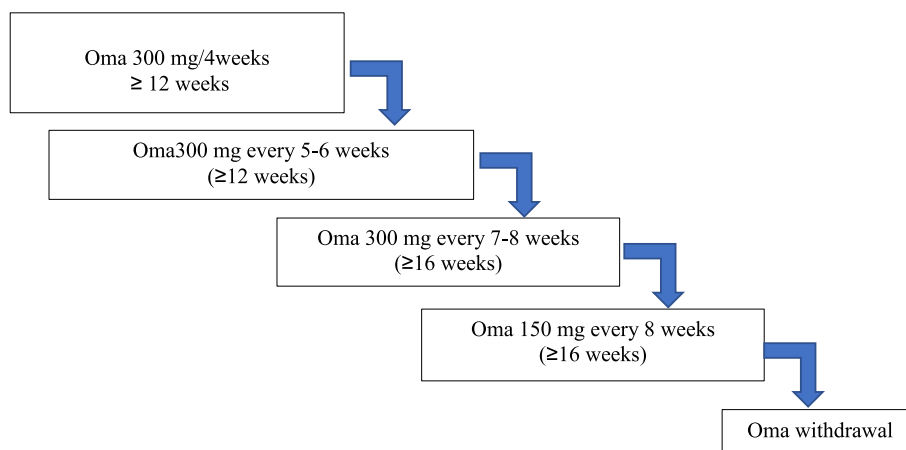 Oma 300 mg/4weeks
≥ 12 weeks
Oma300 mg every 5-6 weeks
(≥12 weeks)
Oma 300 mg every 7-8 weeks
(≥16 weeks)
Oma 150 mg every 8 weeks
(≥16 weeks)
Oma withdrawal